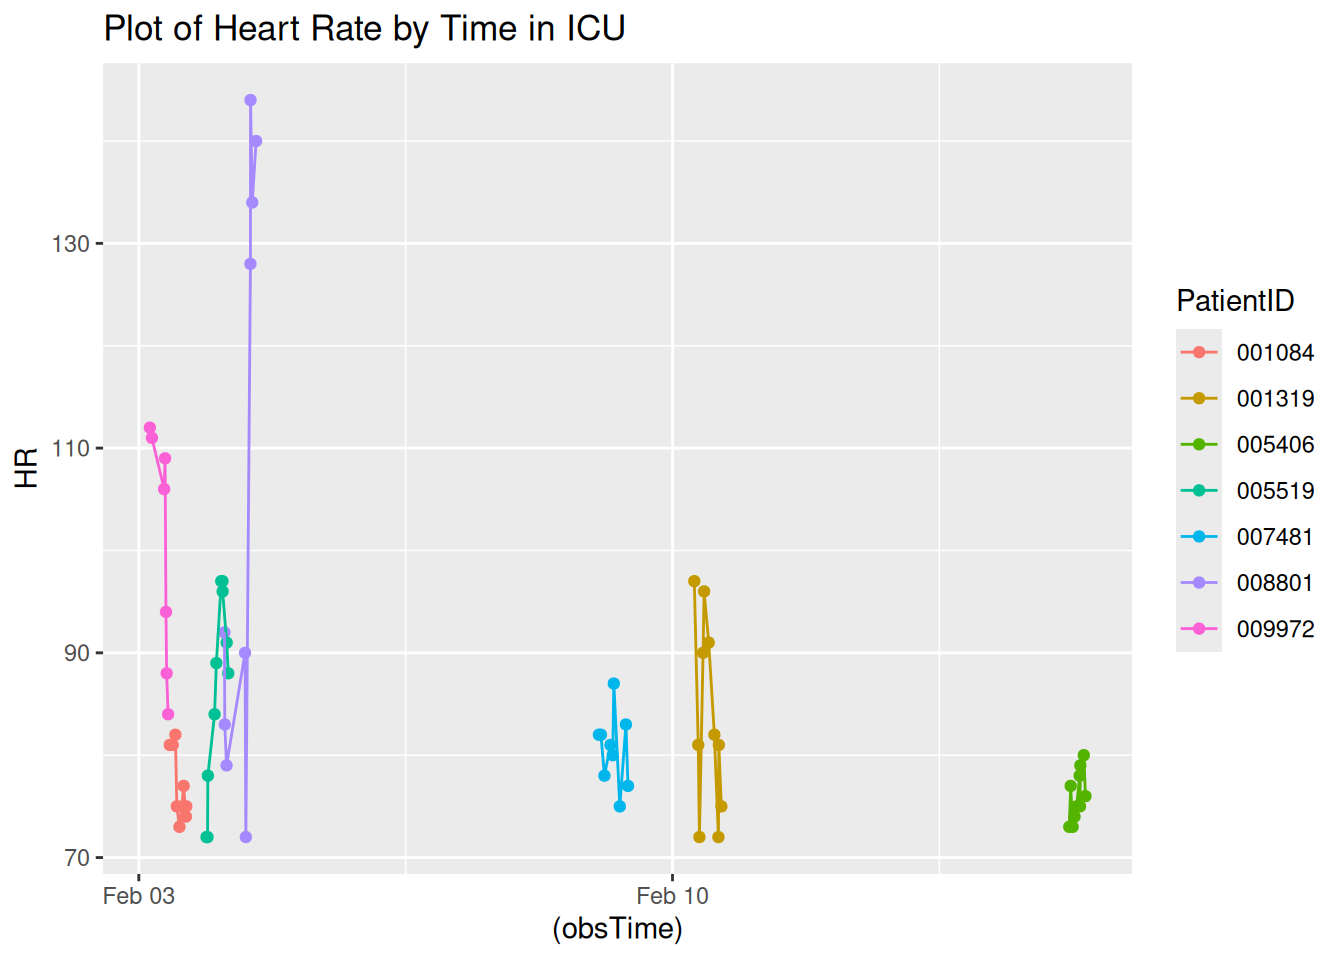 Plot of Heart Rate by Time in ICU
HR
130
110
90
70
Feb 03
Feb 10
(obsTime)
PatientID
001084
001319
005406
005519
007481
008801
009972